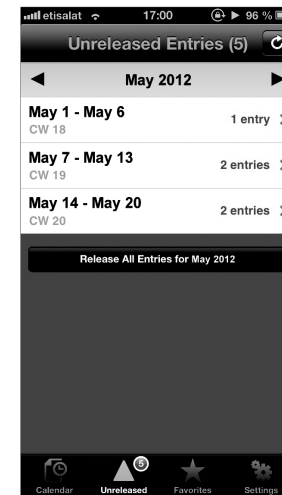 etisalat 17:00 96 %
Unreleased Entries (5)
May 2012
May 1 - May 6
1 entry
CW 18
May 7 - May 13
2 entries
CW 19
May 14 - May 20
2 entries
CW 20
Release All Entries for May 2012
5
Calendar Unreleased Favorites Settings